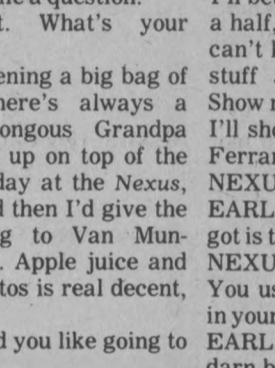 a question.
t. What's your
ening a big bag of
here's always a
ongous Grandpa
up on top of the
day at the Nexus,
d then I'd give the
g to Van Mun-
. Apple juice and
tos is real decent,
d you like going to
I'll be
a half,
can't h
stuff
Show m
I'll sho
Ferrar
NEXU
EARL
got is t
NEXU
You us
in your
EARL
darn b